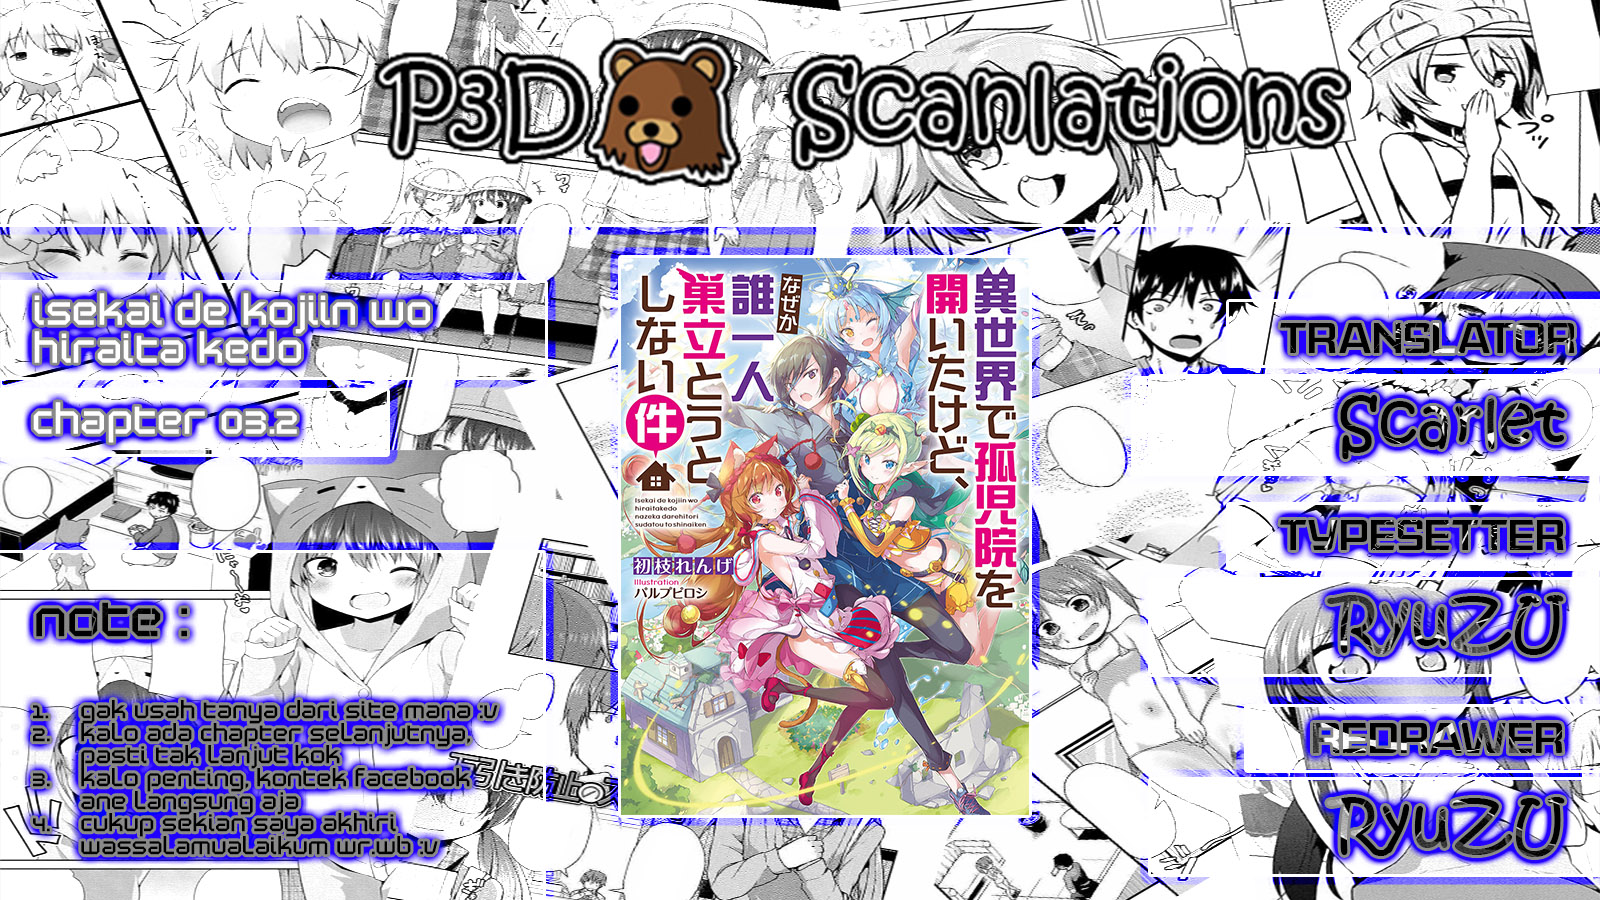 P3D Scanlations
isekai de kojiin wo
hiraita kedo
chapter 03.2
note :
1. gak usah tanya dari site mana :v
2. kalo ada chapter selanjutnya,
pasti tak lanjut kok
3. kalo penting, kontek facebook
ane langsung aja
4. cukup sekian saya akhiri
wassalamualaikum wr.wb :v
異世界で孤児院を
開いたけど、
なぜか
誰一人
巣立とうと
しない件
Isekai de kojiin wo
hiraitakedo
nazeka darehitori
sudatou to shinaiken
初枝れんげ
Illustration
パルプピロシ
TRANSLATOR
Scarlet
TYPESETTER
RyuZU
REDRAWER
RyuZU